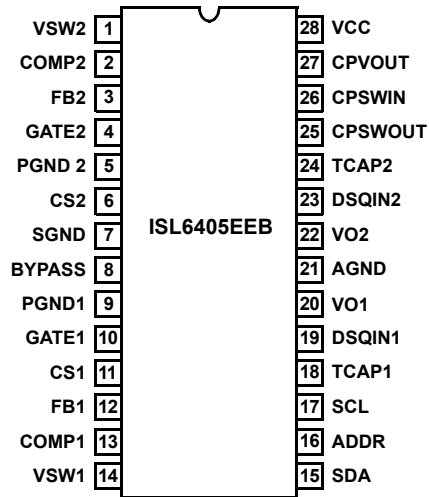 VSW2 1 28 VCC
COMP2 2 27 CPVOUT
FB2 3 26 CPSWIN
GATE2 4 25 CPSWOUT
PGND 2 5 24 TCAP2
CS2 6 23 DSQIN2
SGND 7 ISL6405EEB 22 VO2
BYPASS 8 21 AGND
PGND1 9 20 VO1
GATE1 10 19 DSQIN1
CS1 11 18 TCAP1
FB1 12 17 SCL
COMP1 13 16 ADDR
VSW1 14 15 SDA